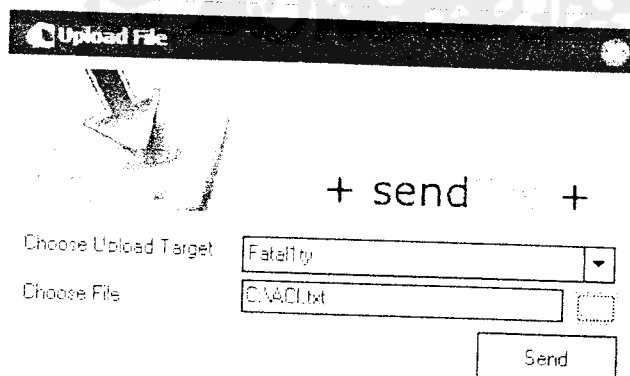 Upload File
+ send +
Choose Upload Target
Fatal1ty
Choose File
C:\ACI.txt
Send